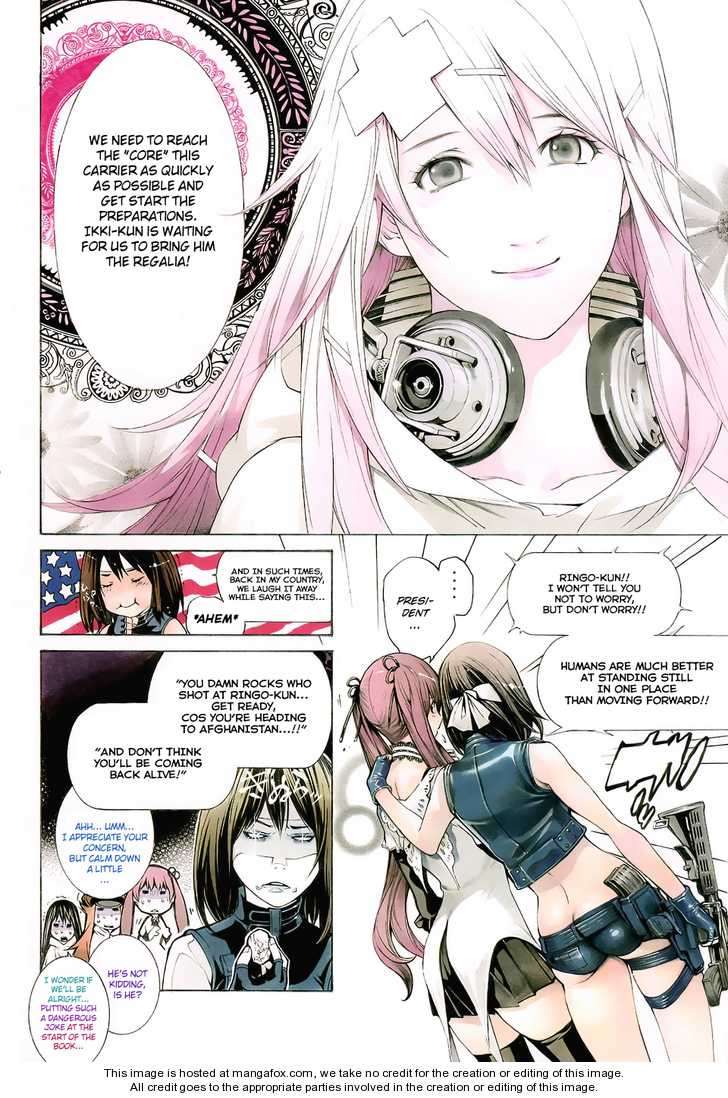 WE NEED TO REACH
THE "CORE" THIS
CARRIER AS QUICKLY
AS POSSIBLE AND
GET START THE
PREPARATIONS.
IKKI-KUN IS WAITING
FOR US TO BRING HIM
THE REGALIA!
RINGO-KUN!!
I WON'T TELL YOU
NOT TO WORRY,
BUT DON'T WORRY!!
PRESI-
DENT
...
HUMANS ARE MUCH BETTER
AT STANDING STILL
IN ONE PLACE
THAN MOVING FORWARD!!
AND IN SUCH TIMES,
BACK IN MY COUNTRY,
WE LAUGH IT AWAY
WHILE SAYING THIS...
*AHEM*
"YOU DAMN ROCKS WHO
SHOT AT RINGO-KUN...
GET READY,
COS YOU'RE HEADING
TO AFGHANISTAN...!!"
"AND DON'T THINK
YOU'LL BE COMING
BACK ALIVE!"
AHH... UMM...
I APPRECIATE YOUR
CONCERN,
BUT CALM DOWN
A LITTLE
...
HE'S NOT
KIDDING,
IS HE?
I WONDER IF
WE'LL BE
ALRIGHT...
PUTTING SUCH
A DANGEROUS
JOKE AT THE
START OF THE
BOOK...
This image is hosted at mangafox.com, we take no credit for the creation or editing of this image.
All credit goes to the appropriate parties involved in the creation or editing of this image.